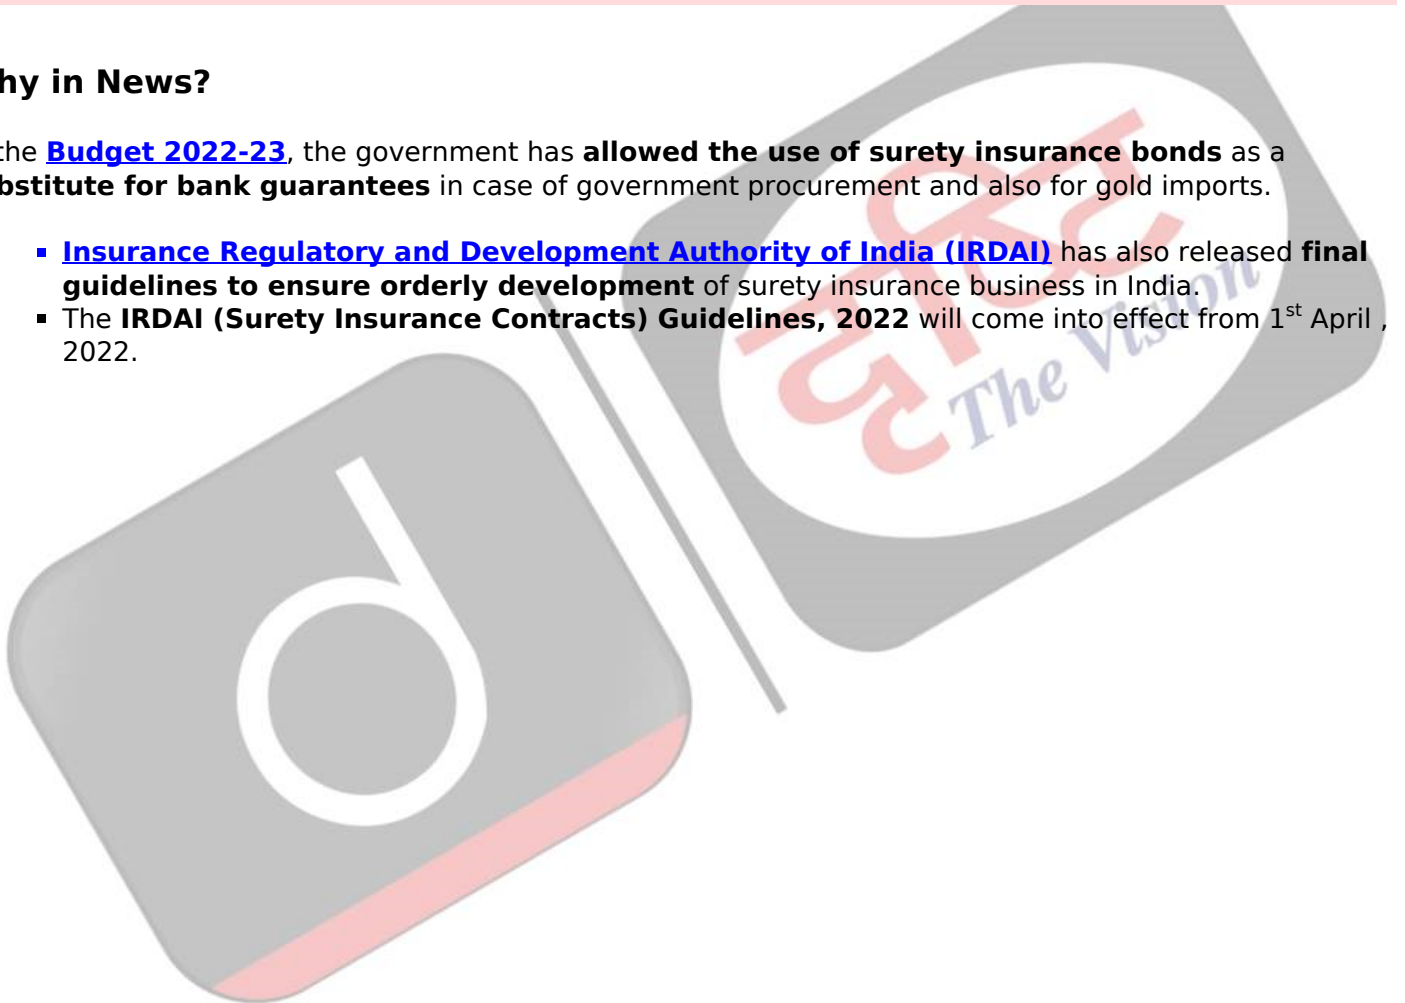 hy in News?
the Budget 2022-23, the government has allowed the use of surety insurance bonds as a
bstitute for bank guarantees in case of government procurement and also for gold imports.
Insurance Regulatory and Development Authority of India (IRDAI) has also released final
guidelines to ensure orderly development of surety insurance business in India.
The IRDAI (Surety Insurance Contracts) Guidelines, 2022 will come into effect from 1st April ,
2022.
दृष्टि
The Vision
d